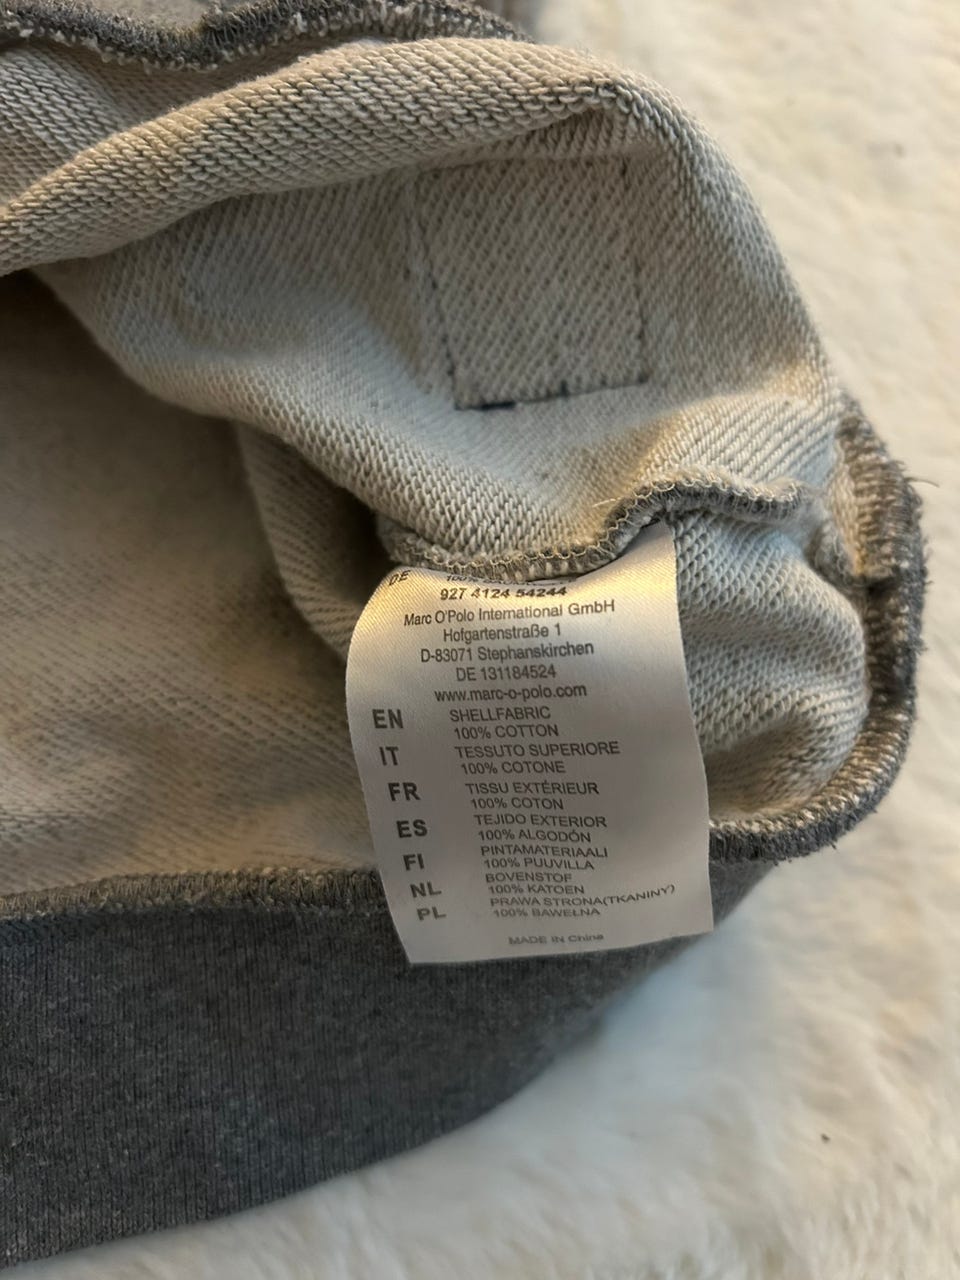 DE 100%
927 4124 54244
Marc O'Polo International GmbH
Hofgartenstraße 1
D-83071 Stephanskirchen
DE 131184524
www.marc-o-polo.com
EN SHELLFABRIC
100% COTTON
IT TESSUTO SUPERIORE
100% COTONE
FR TISSU EXTÉRIEUR
100% COTON
ES TEJIDO EXTERIOR
100% ALGODÓN
FI PINTAMATERIAALI
100% PUUVILLA
NL BOVENSTOF
100% KATOEN
PL PRAWA STRONA(TKANINY)
100% BAWEŁNA
MADE IN China